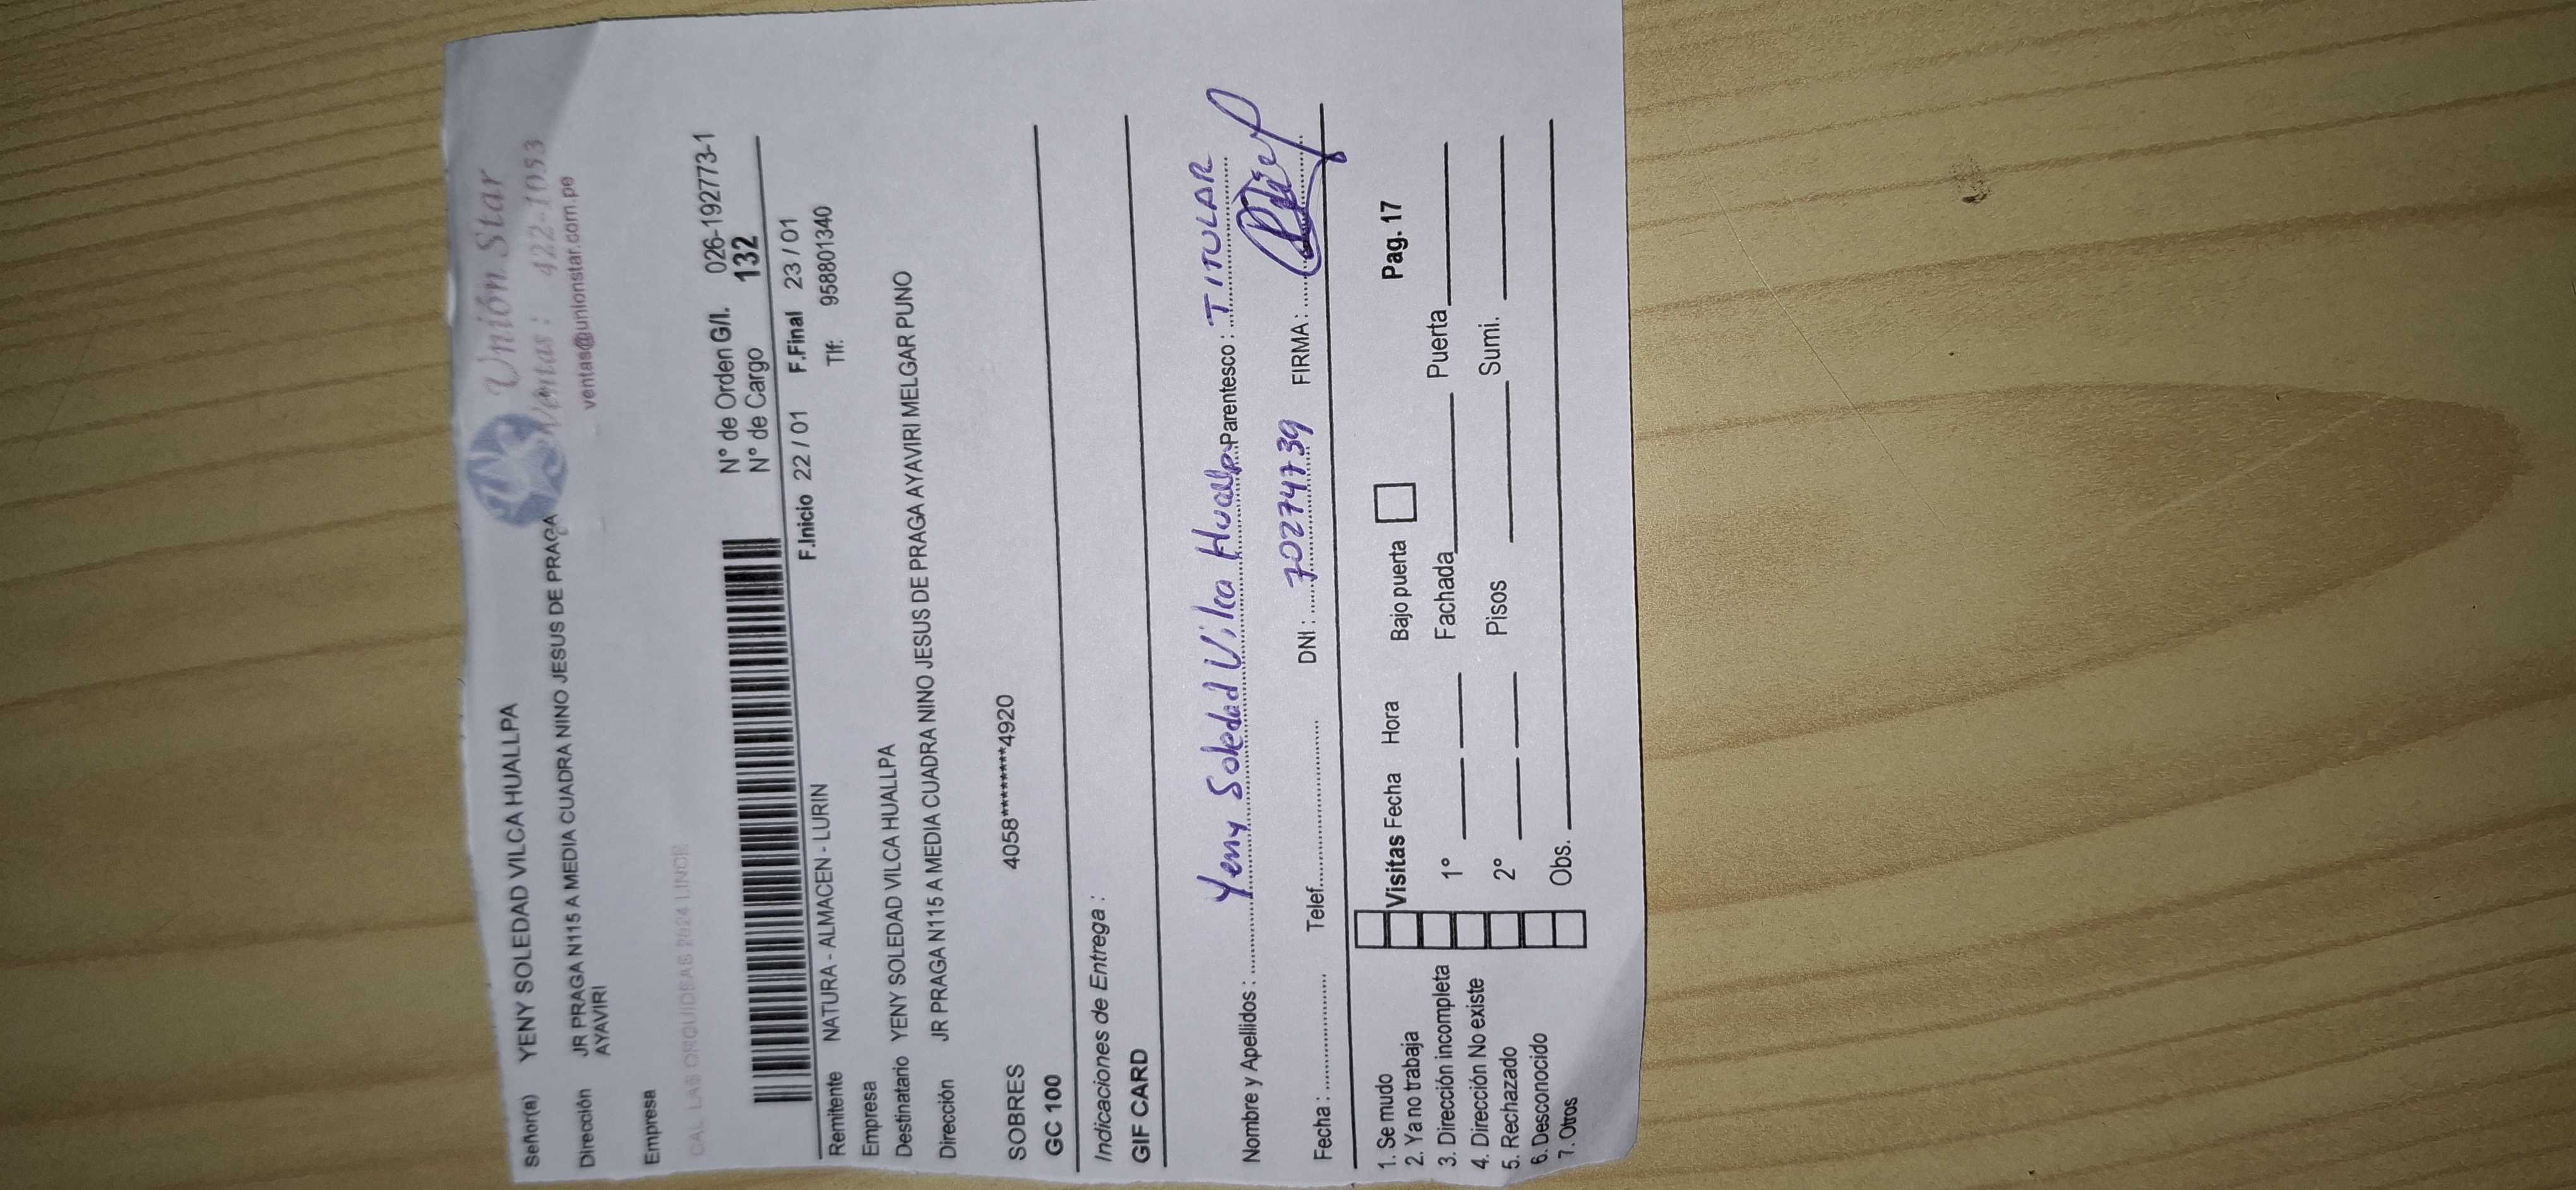 Unión Star
Ventas: 422-1053
ventas@unionstar.com.pe
Señor(a) YENY SOLEDAD VILCA HUALLPA
Dirección JR PRAGA N115 A MEDIA CUADRA NINO JESUS DE PRAGA
AYAVIRI
Empresa
CAL LAS ORQUIDEAS 2624 LINCE
N° de Orden G/I. 026-192773-1
N° de Cargo 132
F.Inicio 22 / 01 F.Final 23 / 01
Remitente NATURA - ALMACEN - LURIN Tlf: 958801340
Empresa
Destinatario YENY SOLEDAD VILCA HUALLPA
Dirección JR PRAGA N115 A MEDIA CUADRA NINO JESUS DE PRAGA AYAVIRI MELGAR PUNO
SOBRES 4058********4920
GC 100
Indicaciones de Entrega :
GIF CARD
Nombre y Apellidos : Yeny Soledad Vilca Huallpa Parentesco : TITULAR
Fecha : Telef. DNI : 70274739 FIRMA :
1. Se mudo Visitas Fecha Hora Bajo puerta Pag. 17
2. Ya no trabaja
3. Dirección incompleta 1° Fachada Puerta
4. Dirección No existe
5. Rechazado 2° Pisos Sumi.
6. Desconocido
7. Otros Obs.